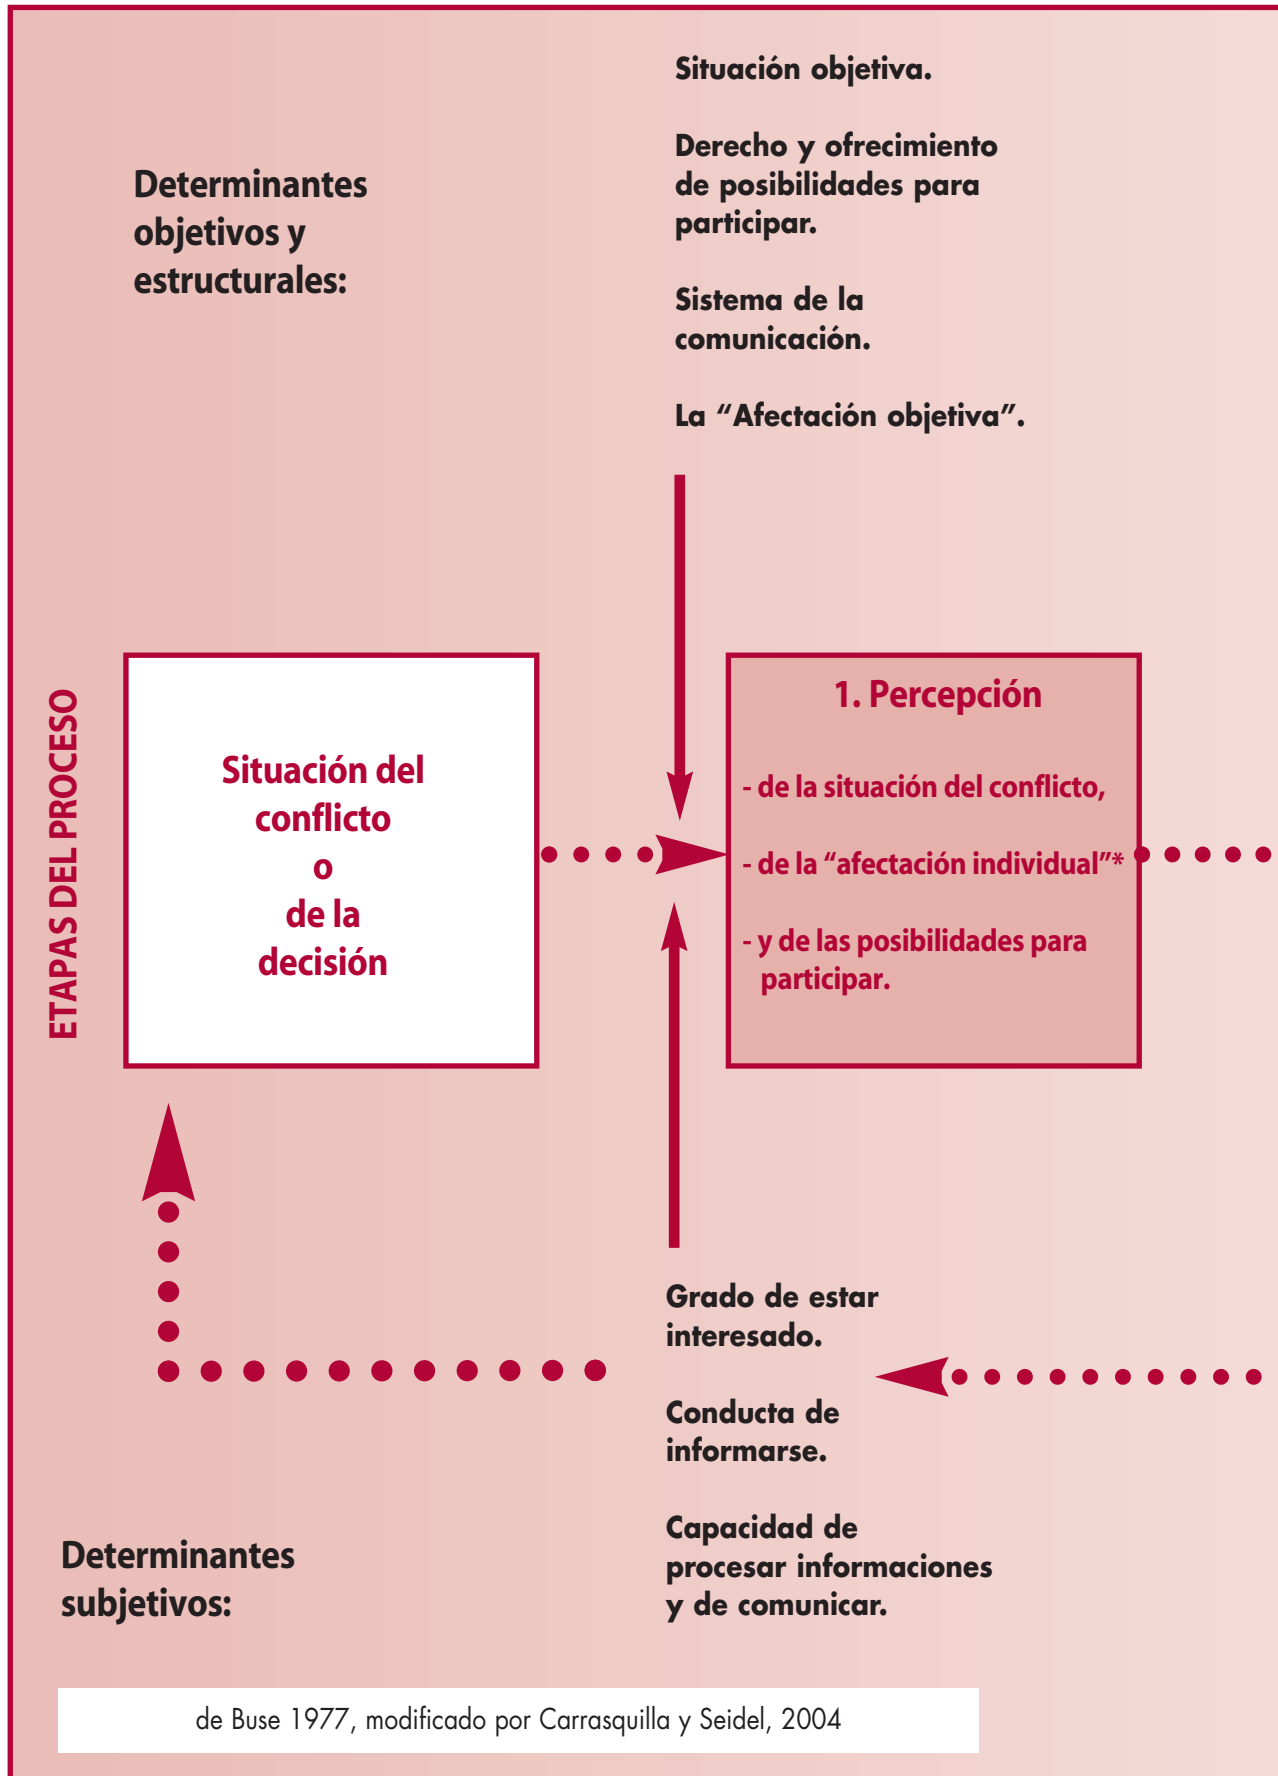 Situación objetiva.
Derecho y ofrecimiento
de posibilidades para
participar.
Sistema de la
comunicación.
La “Afectación objetiva”.
Determinantes
objetivos y
estructurales:
ETAPAS DEL PROCESO
Situación del
conflicto
o
de la
decisión
1. Percepción
- de la situación del conflicto,
- de la “afectación individual”*
- y de las posibilidades para
participar.
Grado de estar
interesado.
Conducta de
informarse.
Capacidad de
procesar informaciones
y de comunicar.
Determinantes
subjetivos:
de Buse 1977, modificado por Carrasquilla y Seidel, 2004